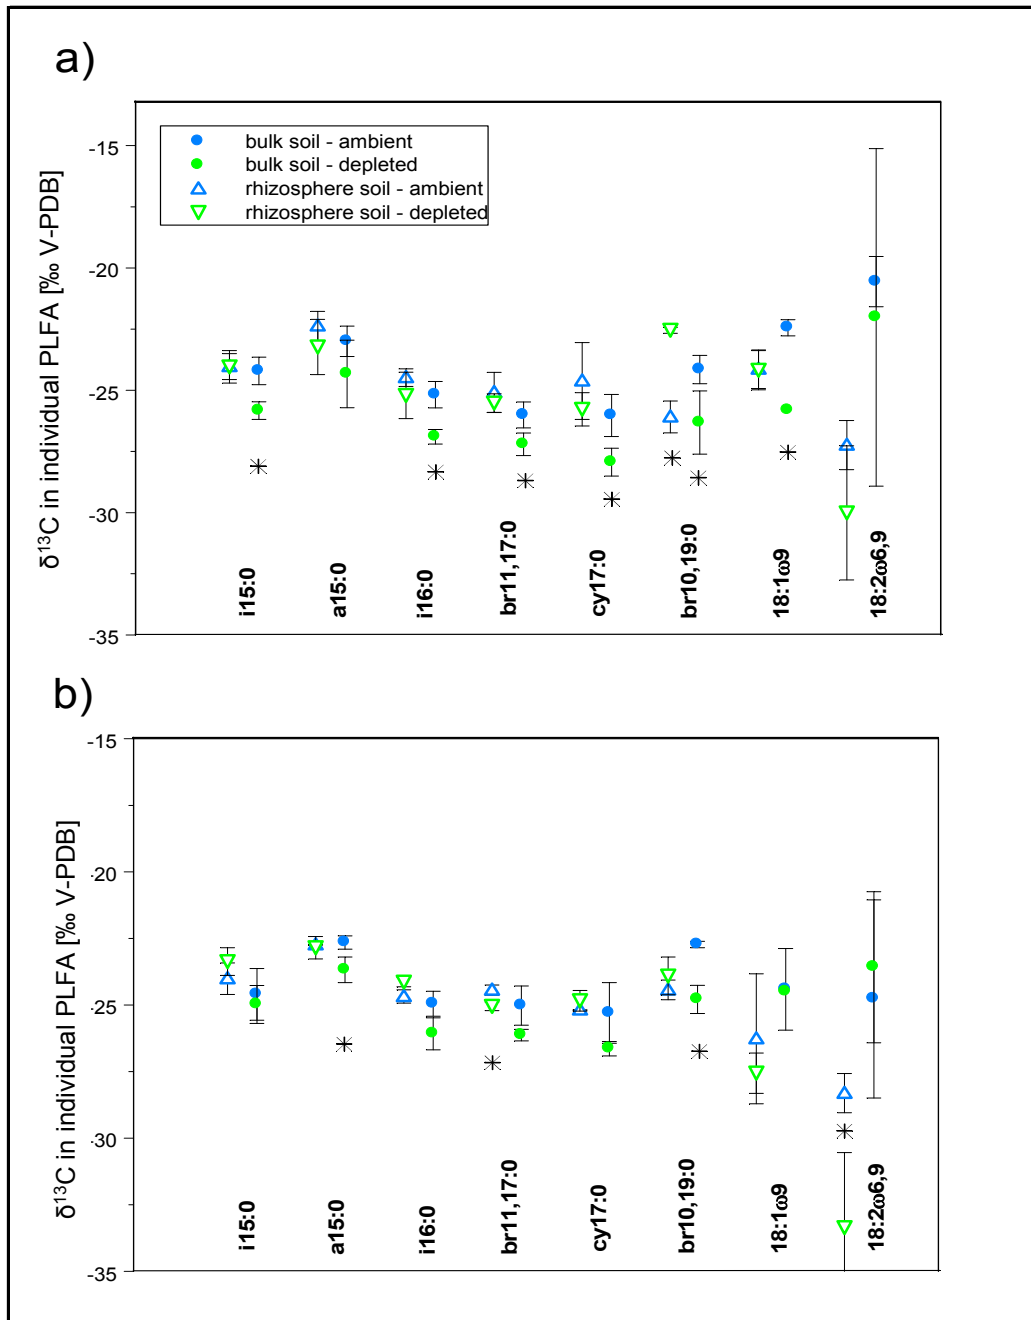 a)
δ13C in individual PLFA [‰ V-PDB]
bulk soil - ambient
bulk soil - depleted
rhizosphere soil - ambient
rhizosphere soil - depleted
-15
-20
-25
-30
-35
i15:0
a15:0
i16:0
br11,17:0
cy17:0
br10,19:0
18:1ω9
18:2ω6,9
b)
δ13C in individual PLFA [‰ V-PDB]
-15
-20
-25
-30
-35
i15:0
a15:0
i16:0
br11,17:0
cy17:0
br10,19:0
18:1ω9
18:2ω6,9